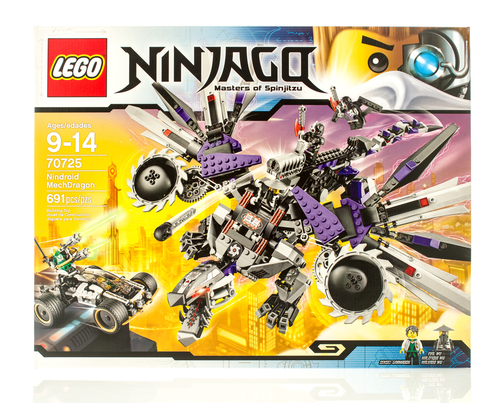 LEGO
NINJAGO
Masters of Spinjitzu
Ages/edades
9-14
70725
Nindroid
MechDragon
691 pcs/pzs